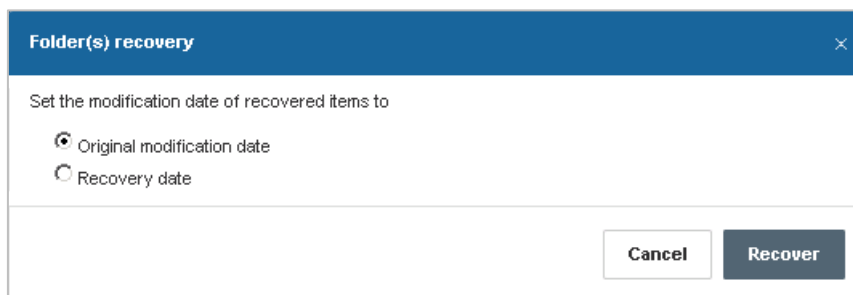 Folder(s) recovery
Set the modification date of recovered items to
Original modification date
Recovery date
Cancel Recover